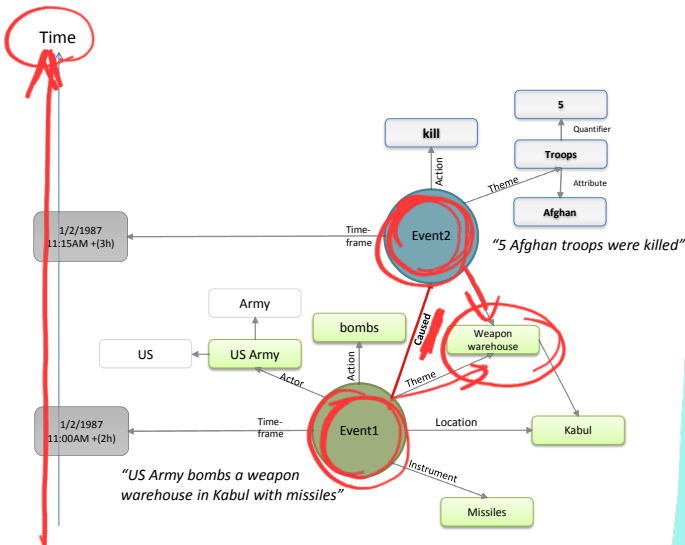 Time
5
Quantifier
kill
Troops
Action
Theme
Attribute
Afghan
1/2/1987
11:15AM +(3h)
Time-
frame
Event2
“5 Afghan troops were killed”
Army
bombs
Caused
Weapon
warehouse
US
US Army
Action
Theme
Actor
1/2/1987
11:00AM +(2h)
Time-
frame
Event1
Location
Kabul
“US Army bombs a weapon
warehouse in Kabul with missiles”
Instrument
Missiles